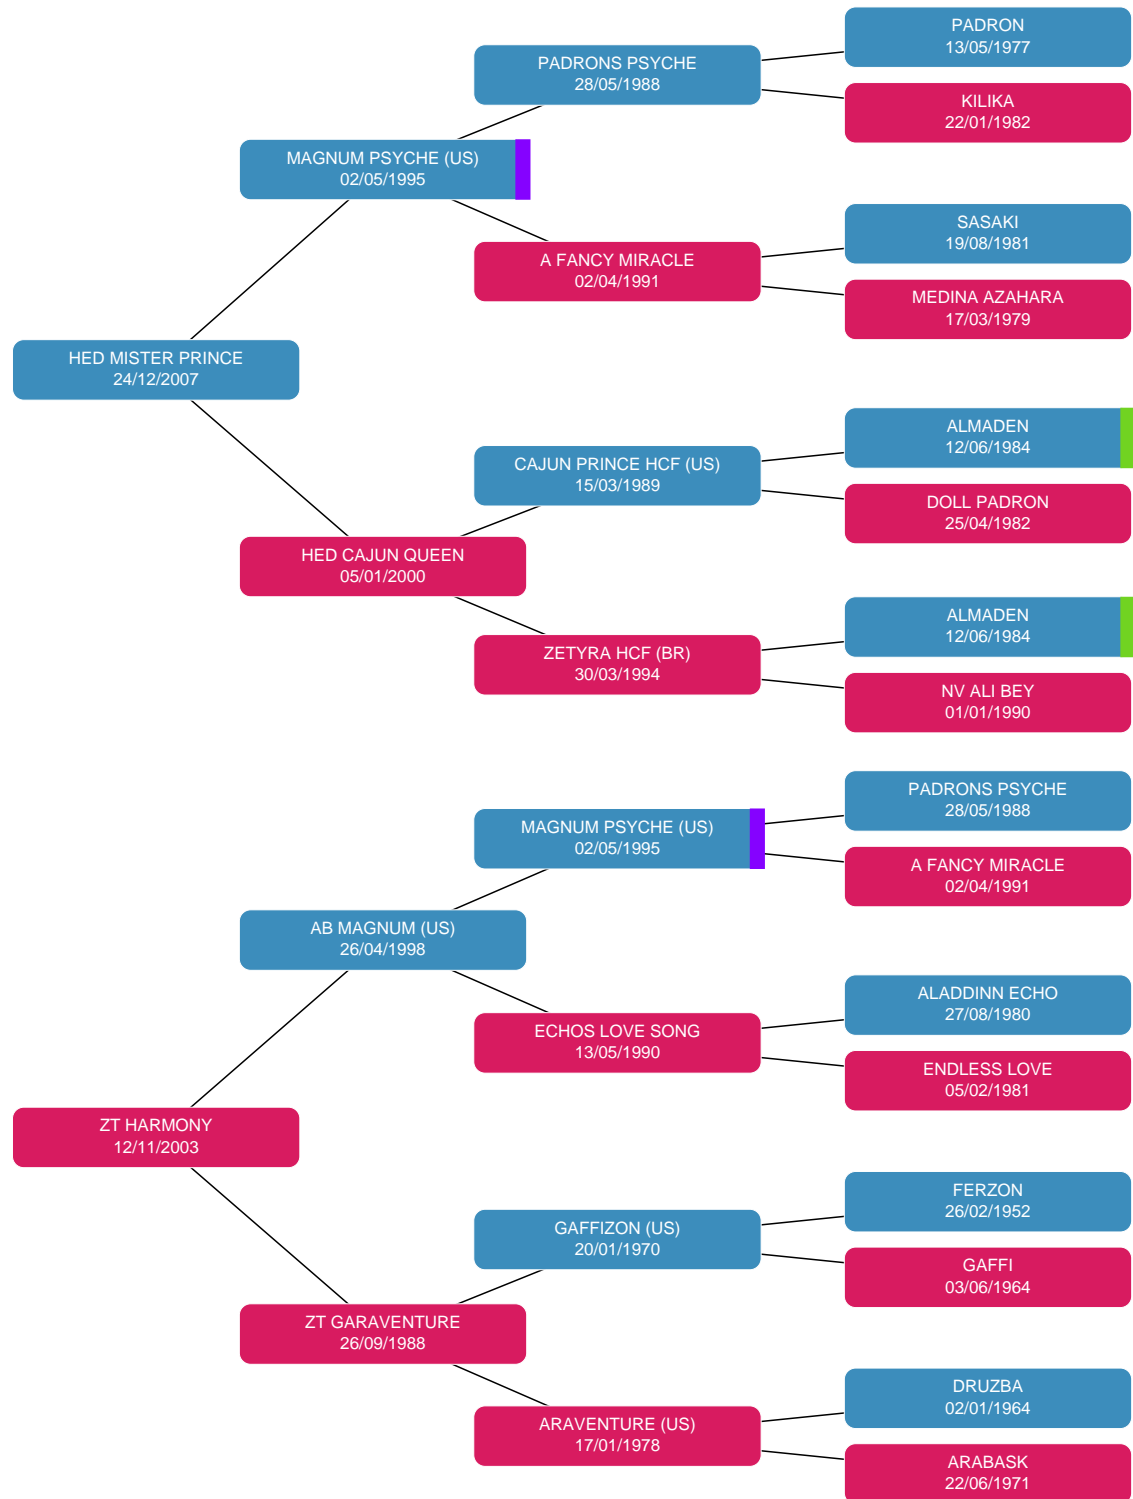 PADRON
13/05/1977
PADRONS PSYCHE
28/05/1988
KILIKA
22/01/1982
MAGNUM PSYCHE (US)
02/05/1995
SASAKI
19/08/1981
A FANCY MIRACLE
02/04/1991
MEDINA AZAHARA
17/03/1979
HED MISTER PRINCE
24/12/2007
ALMADEN
12/06/1984
CAJUN PRINCE HCF (US)
15/03/1989
DOLL PADRON
25/04/1982
HED CAJUN QUEEN
05/01/2000
ALMADEN
12/06/1984
ZETYRA HCF (BR)
30/03/1994
NV ALI BEY
01/01/1990
PADRONS PSYCHE
28/05/1988
MAGNUM PSYCHE (US)
02/05/1995
A FANCY MIRACLE
02/04/1991
AB MAGNUM (US)
26/04/1998
ALADDINN ECHO
27/08/1980
ECHOS LOVE SONG
13/05/1990
ENDLESS LOVE
05/02/1981
ZT HARMONY
12/11/2003
FERZON
26/02/1952
GAFFIZON (US)
20/01/1970
GAFFI
03/06/1964
ZT GARAVENTURE
26/09/1988
DRUZBA
02/01/1964
ARAVENTURE (US)
17/01/1978
ARABASK
22/06/1971